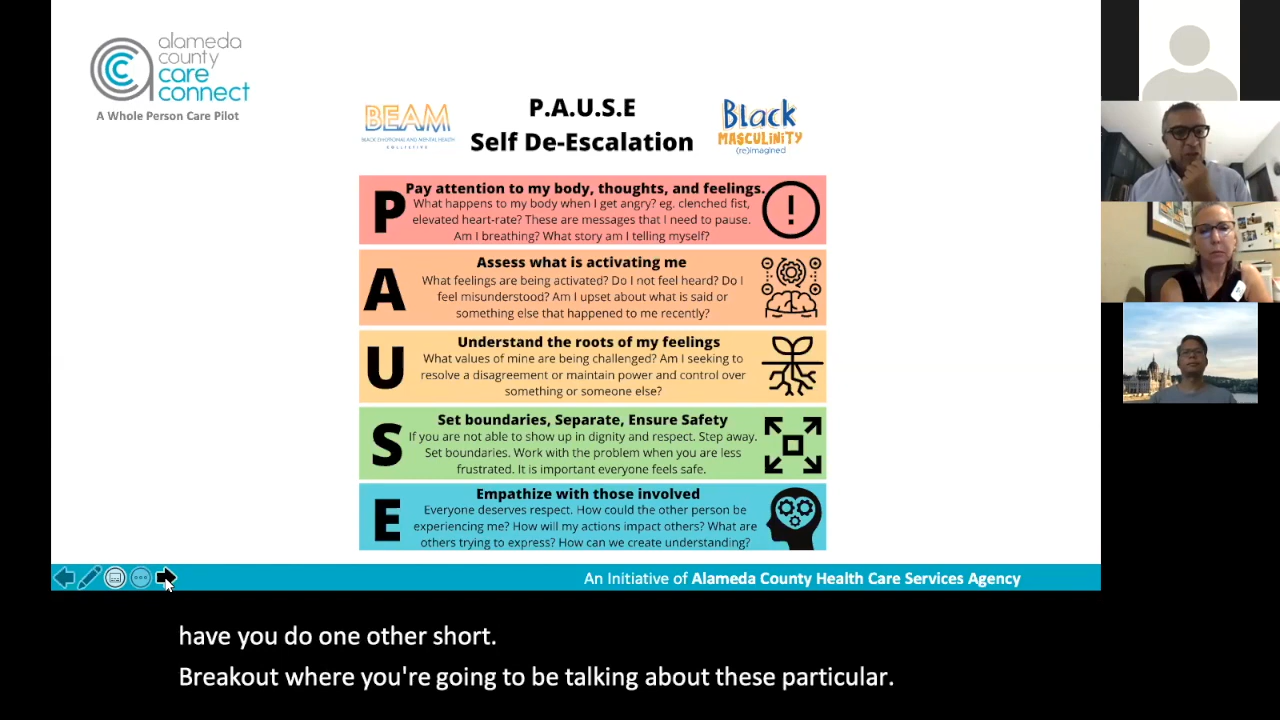 alameda
county
care
connect
A Whole Person Care Pilot
BEAM
BLACK EMOTIONAL AND MENTAL HEALTH
COLLECTIVE
P.A.U.S.E
Self De-Escalation
Black
MASCULINITY
(re)imagined
P
Pay attention to my body, thoughts, and feelings.
What happens to my body when I get angry? eg. clenched fist,
elevated heart-rate? These are messages that I need to pause.
Am I breathing? What story am I telling myself?
A
Assess what is activating me
What feelings are being activated? Do I not feel heard? Do I
feel misunderstood? Am I upset about what is said or
something else that happened to me recently?
U
Understand the roots of my feelings
What values of mine are being challenged? Am I seeking to
resolve a disagreement or maintain power and control over
something or someone else?
S
Set boundaries, Separate, Ensure Safety
If you are not able to show up in dignity and respect. Step away.
Set boundaries. Work with the problem when you are less
frustrated. It is important everyone feels safe.
E
Empathize with those involved
Everyone deserves respect. How could the other person be
experiencing me? How will my actions impact others? What are
others trying to express? How can we create understanding?
An Initiative of Alameda County Health Care Services Agency
have you do one other short.
Breakout where you're going to be talking about these particular.